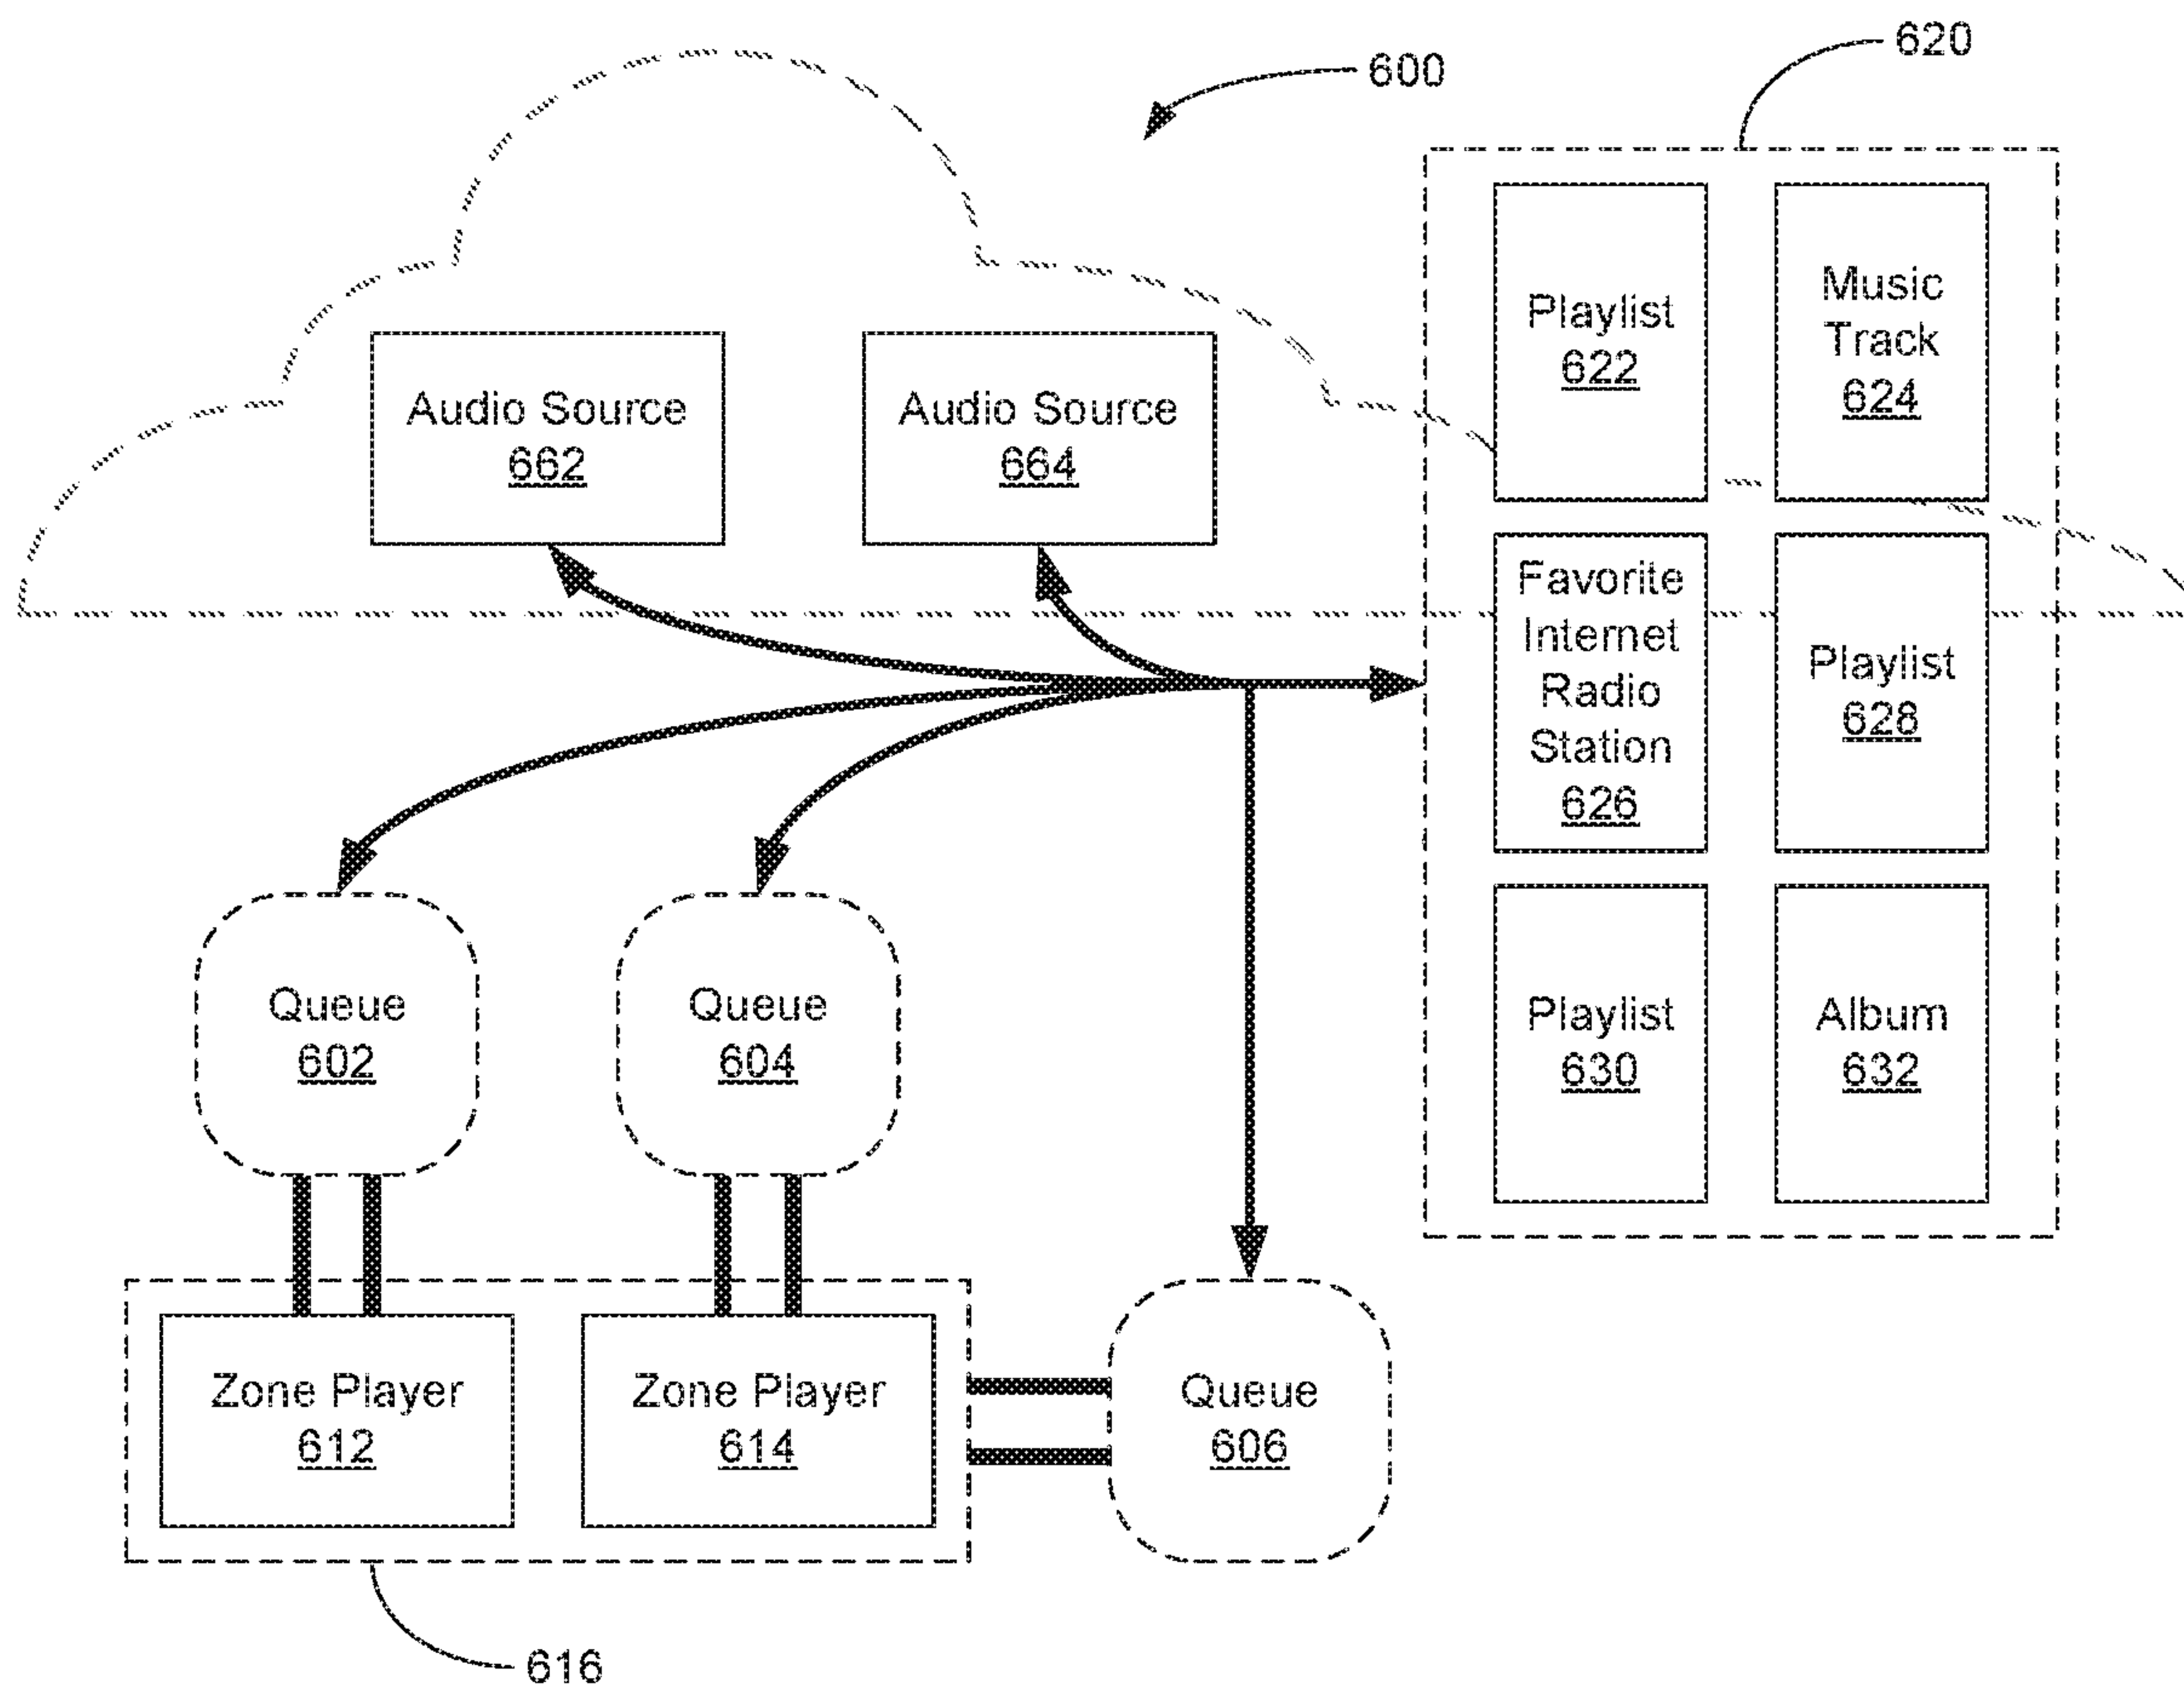 620
600
Playlist
622
Music
Track
624
Audio Source
662
Audio Source
664
Favorite
Internet
Radio
Station
626
Playlist
628
Queue
602
Queue
604
Playlist
630
Album
632
Zone Player
612
Zone Player
614
Queue
606
616